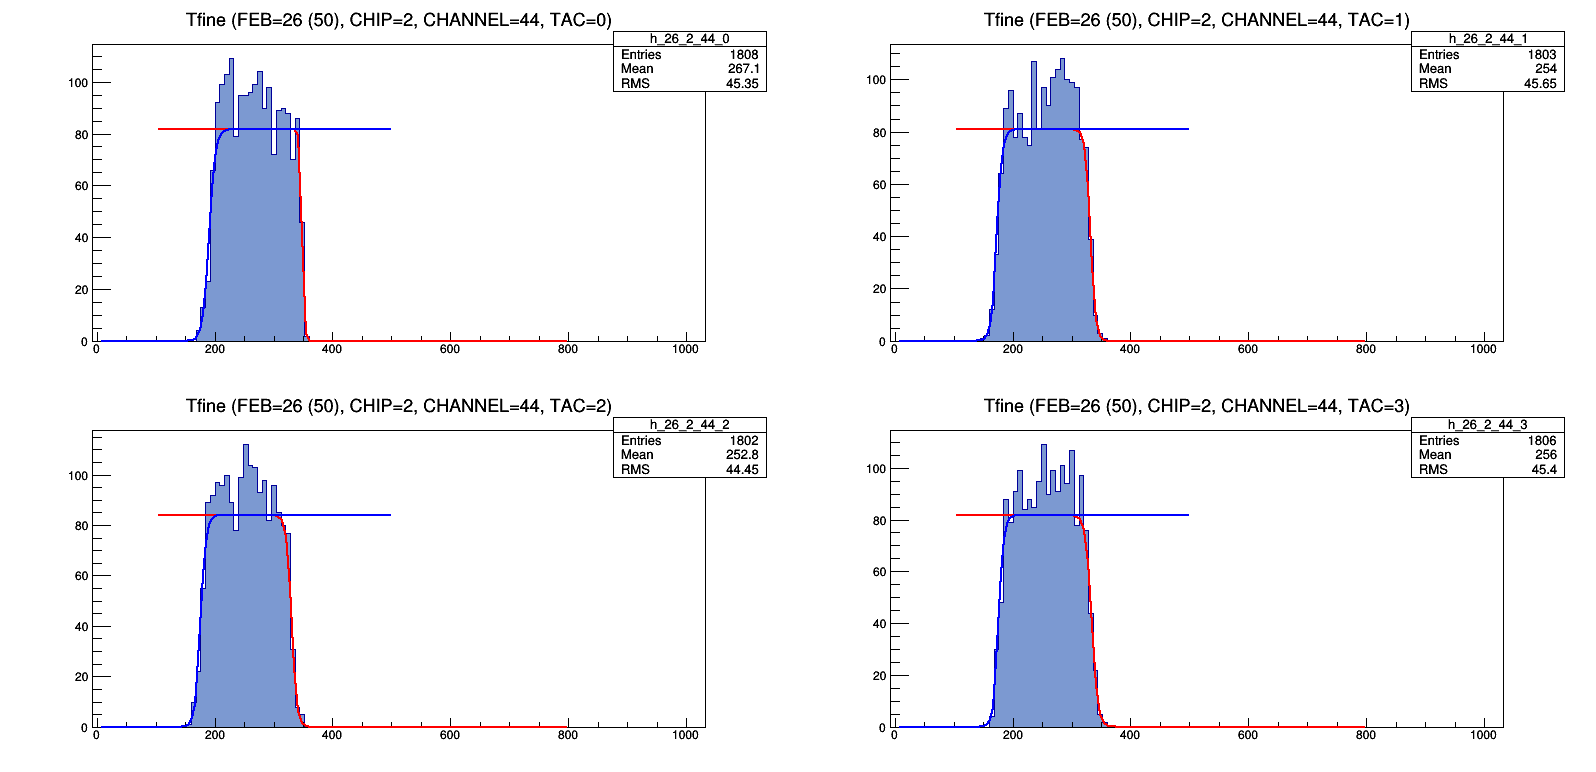 Tfine (FEB=26 (50), CHIP=2, CHANNEL=44, TAC=0)
h_26_2_44_0
Entries 1808
Mean 267.1
RMS 45.35
100
80
60
40
20
0
0 200 400 600 800 1000
Tfine (FEB=26 (50), CHIP=2, CHANNEL=44, TAC=1)
h_26_2_44_1
Entries 1803
Mean 254
RMS 45.65
100
80
60
40
20
0
0 200 400 600 800 1000
Tfine (FEB=26 (50), CHIP=2, CHANNEL=44, TAC=2)
h_26_2_44_2
Entries 1802
Mean 252.8
RMS 44.45
100
80
60
40
20
0
0 200 400 600 800 1000
Tfine (FEB=26 (50), CHIP=2, CHANNEL=44, TAC=3)
h_26_2_44_3
Entries 1806
Mean 256
RMS 45.4
100
80
60
40
20
0
0 200 400 600 800 1000